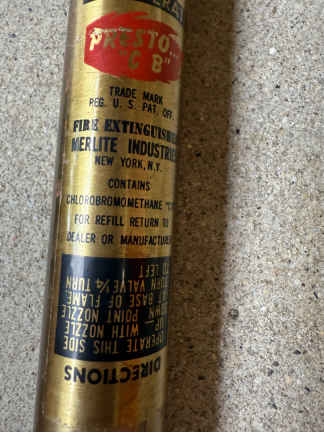 PRESTO
"CB"
TRADE MARK
REG. U. S. PAT. OFF.
FIRE EXTINGUISHER
MERLITE INDUSTRIES
NEW YORK, N.Y.
CONTAINS
CHLOROBROMOMETHANE
FOR REFILL RETURN TO
DEALER OR MANUFACTURER
DIRECTIONS
OPERATE THIS SIDE
UP WITH NOZZLE
POINT NOZZLE
AT BASE OF FLAME
TURN VALVE ¼ TURN
TO LEFT